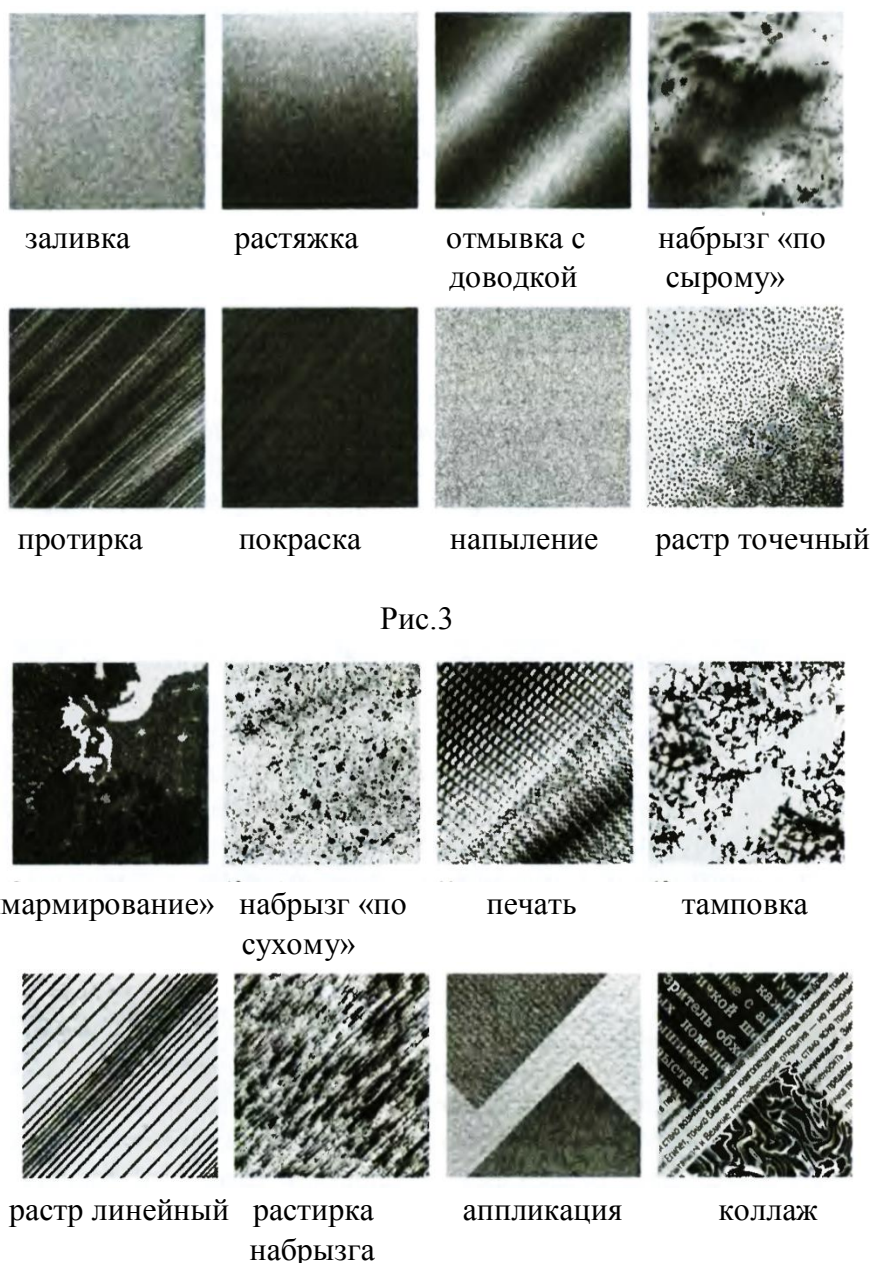 заливка растяжка отмывка с набрызг «по
доводкой сырому»
протирка покраска напыление растр точечный
Рис.3
мармирование» набрызг «по печать тамповка
сухому»
растр линейный растирка аппликация коллаж
набрызга